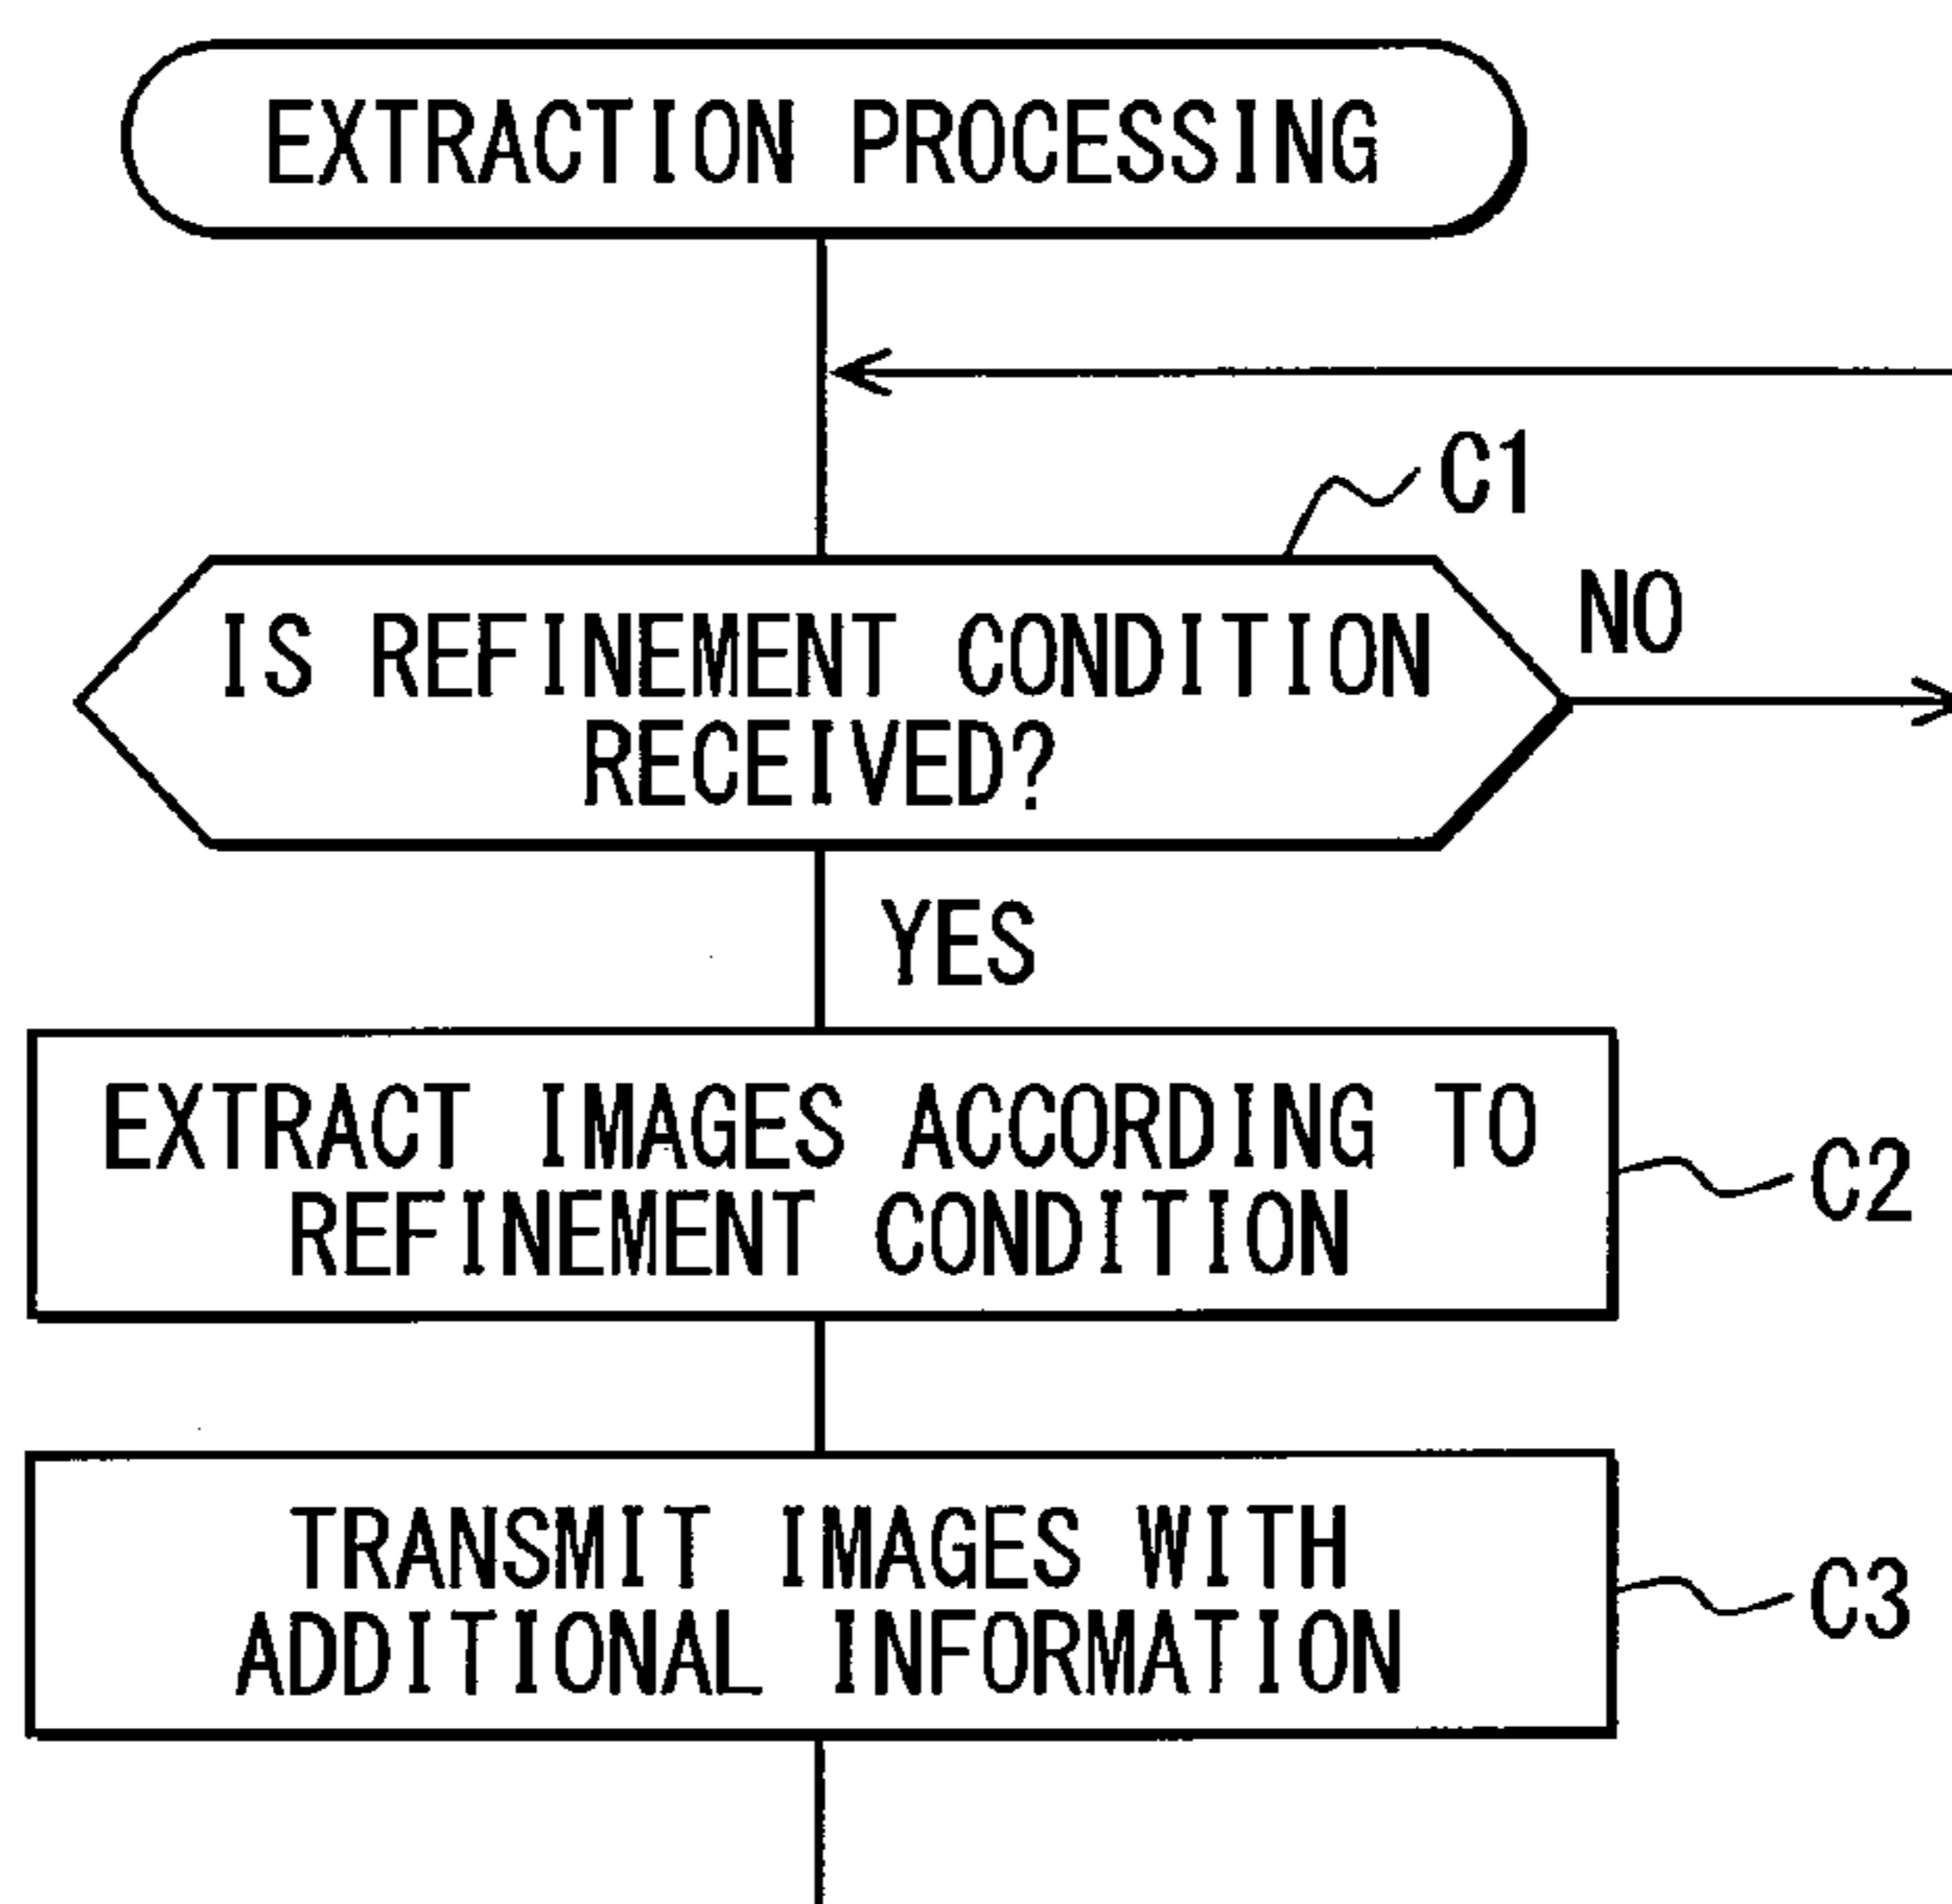 EXTRACTION PROCESSING
C1
IS REFINEMENT CONDITION
RECEIVED?
NO
YES
EXTRACT IMAGES ACCORDING TO
REFINEMENT CONDITION
C2
TRANSMIT IMAGES WITH
ADDITIONAL INFORMATION
C3